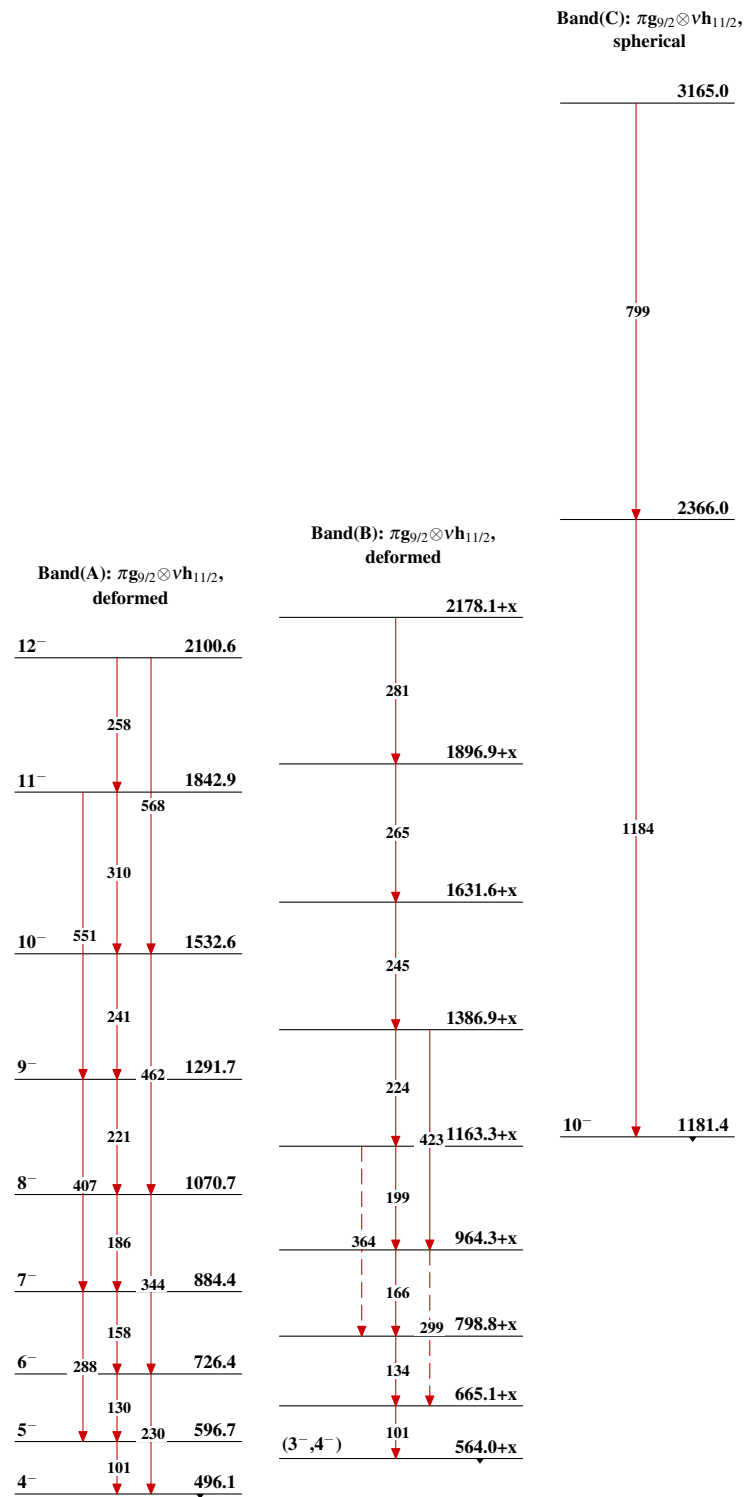 Band(C): πg9/2⊗νh11/2,
spherical
3165.0
799
2366.0
1184
10⁻ 1181.4
Band(B): πg9/2⊗νh11/2,
deformed
2178.1+x
281
1896.9+x
265
1631.6+x
245
1386.9+x
224
423
1163.3+x
199
364
964.3+x
166
299
798.8+x
134
665.1+x
101
(3⁻,4⁻) 564.0+x
Band(A): πg9/2⊗νh11/2,
deformed
12⁻ 2100.6
258
568
11⁻ 1842.9
310
551
10⁻ 1532.6
241
462
9⁻ 1291.7
221
407
8⁻ 1070.7
186
344
7⁻ 884.4
158
288
6⁻ 726.4
130
230
5⁻ 596.7
101
4⁻ 496.1